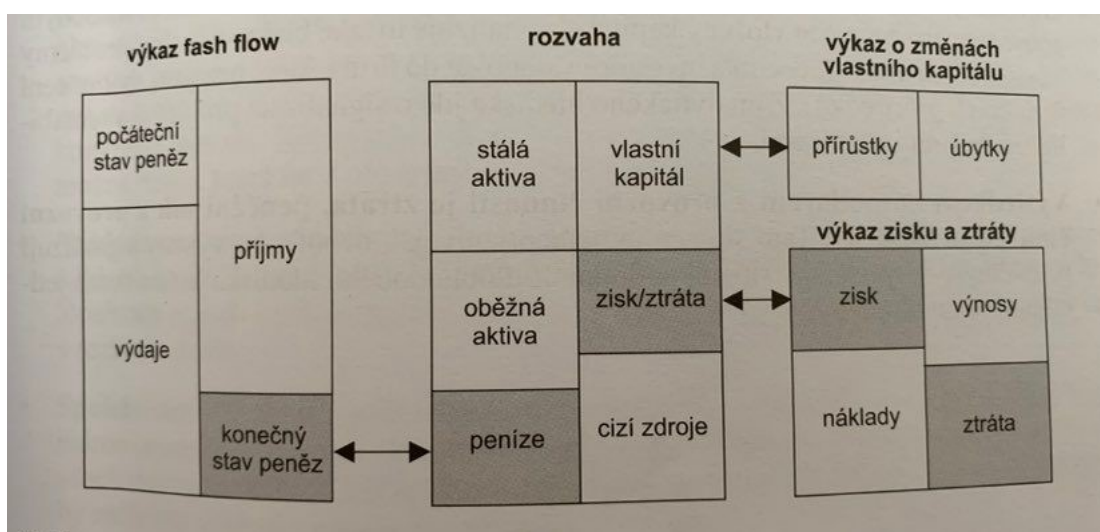 výkaz fash flow
počáteční
stav peněz
příjmy
výdaje
konečný
stav peněz
rozvaha
stálá
aktiva
vlastní
kapitál
oběžná
aktiva
zisk/ztráta
peníze
cizí zdroje
výkaz o změnách
vlastního kapitálu
přírůstky
úbytky
výkaz zisku a ztráty
zisk
výnosy
náklady
ztráta